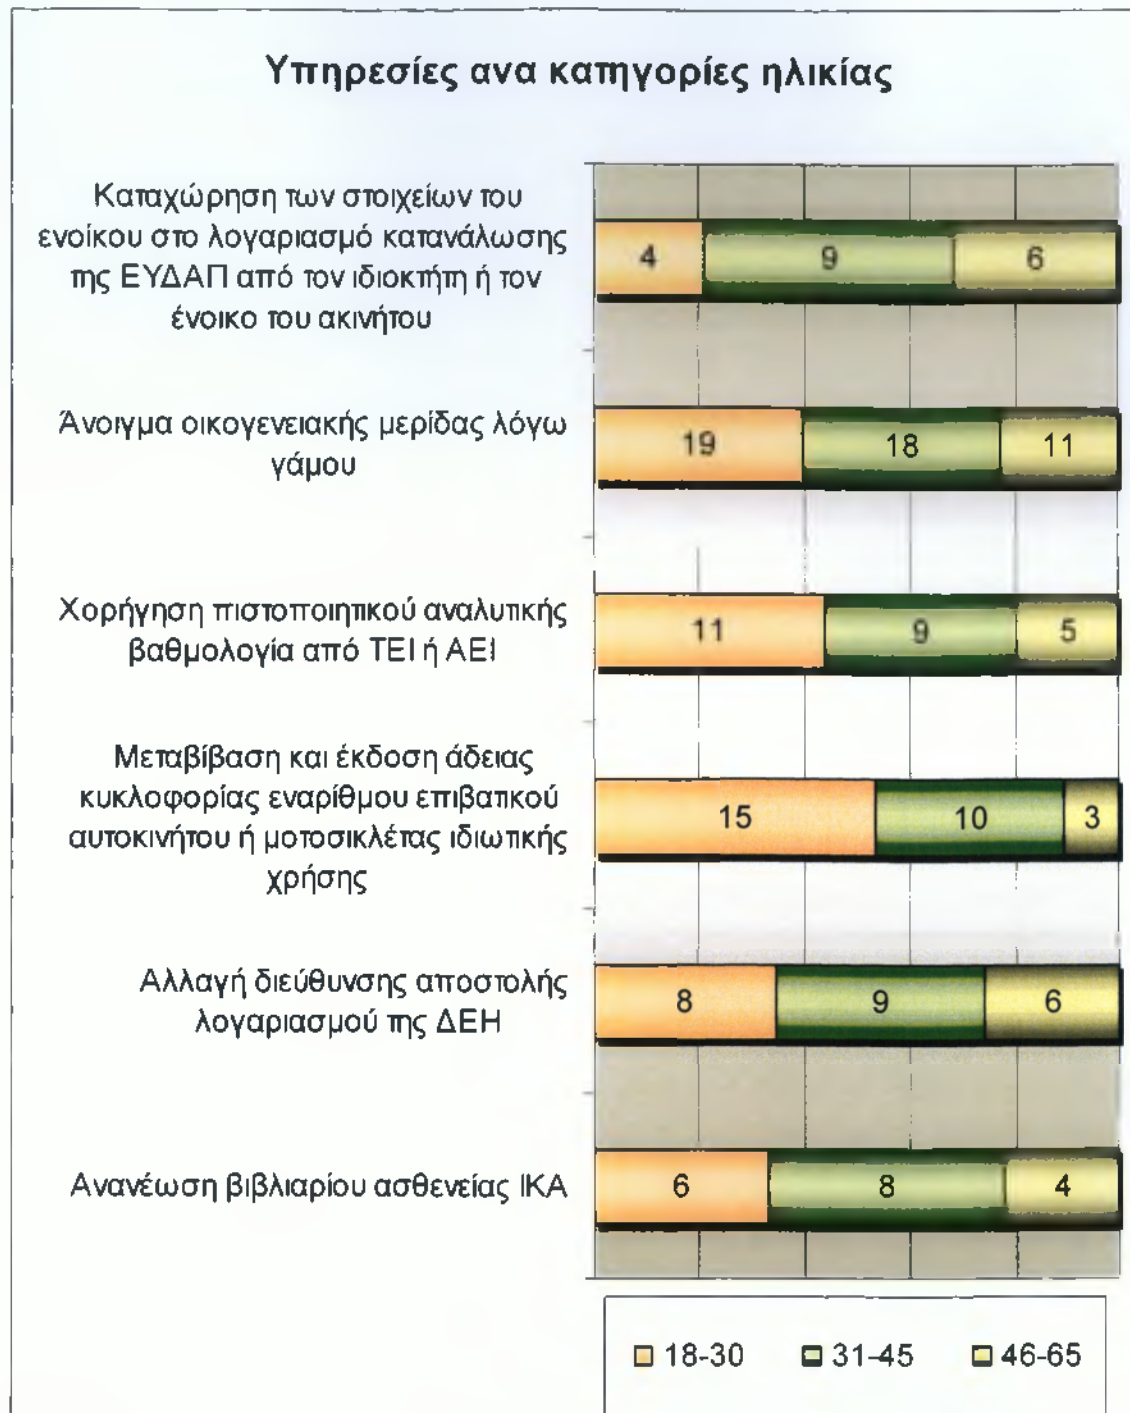 Υπηρεσίες ανα κατηγορίες ηλικίας
Καταχώρηση των στοιχείων του
ενοίκου στο λογαριασμό κατανάλωσης
της ΕΥΔΑΠ από τον ιδιοκτήτη ή τον
ένοικο του ακινήτου
4 9 6
Άνοιγμα οικογενειακής μερίδας λόγω
γάμου
19 18 11
Χορήγηση πιστοποιητικού αναλυτικής
βαθμολογία από ΤΕΙ ή ΑΕΙ
11 9 5
Μεταβίβαση και έκδοση άδειας
κυκλοφορίας εναρίθμου επιβατικού
αυτοκινήτου ή μοτοσικλέτας ιδιωτικής
χρήσης
15 10 3
Αλλαγή διεύθυνσης αποστολής
λογαριασμού της ΔΕΗ
8 9 6
Ανανέωση βιβλιαρίου ασθενείας ΙΚΑ
6 8 4
18-30 31-45 46-65